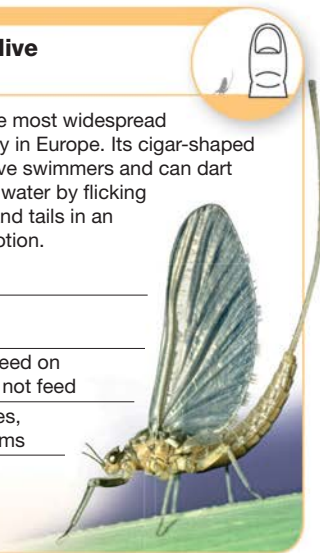 live
most widespread
y in Europe. Its cigar-shaped
ve swimmers and can dart
water by flicking
nd tails in an
otion.
eed on
not feed
es,
ms